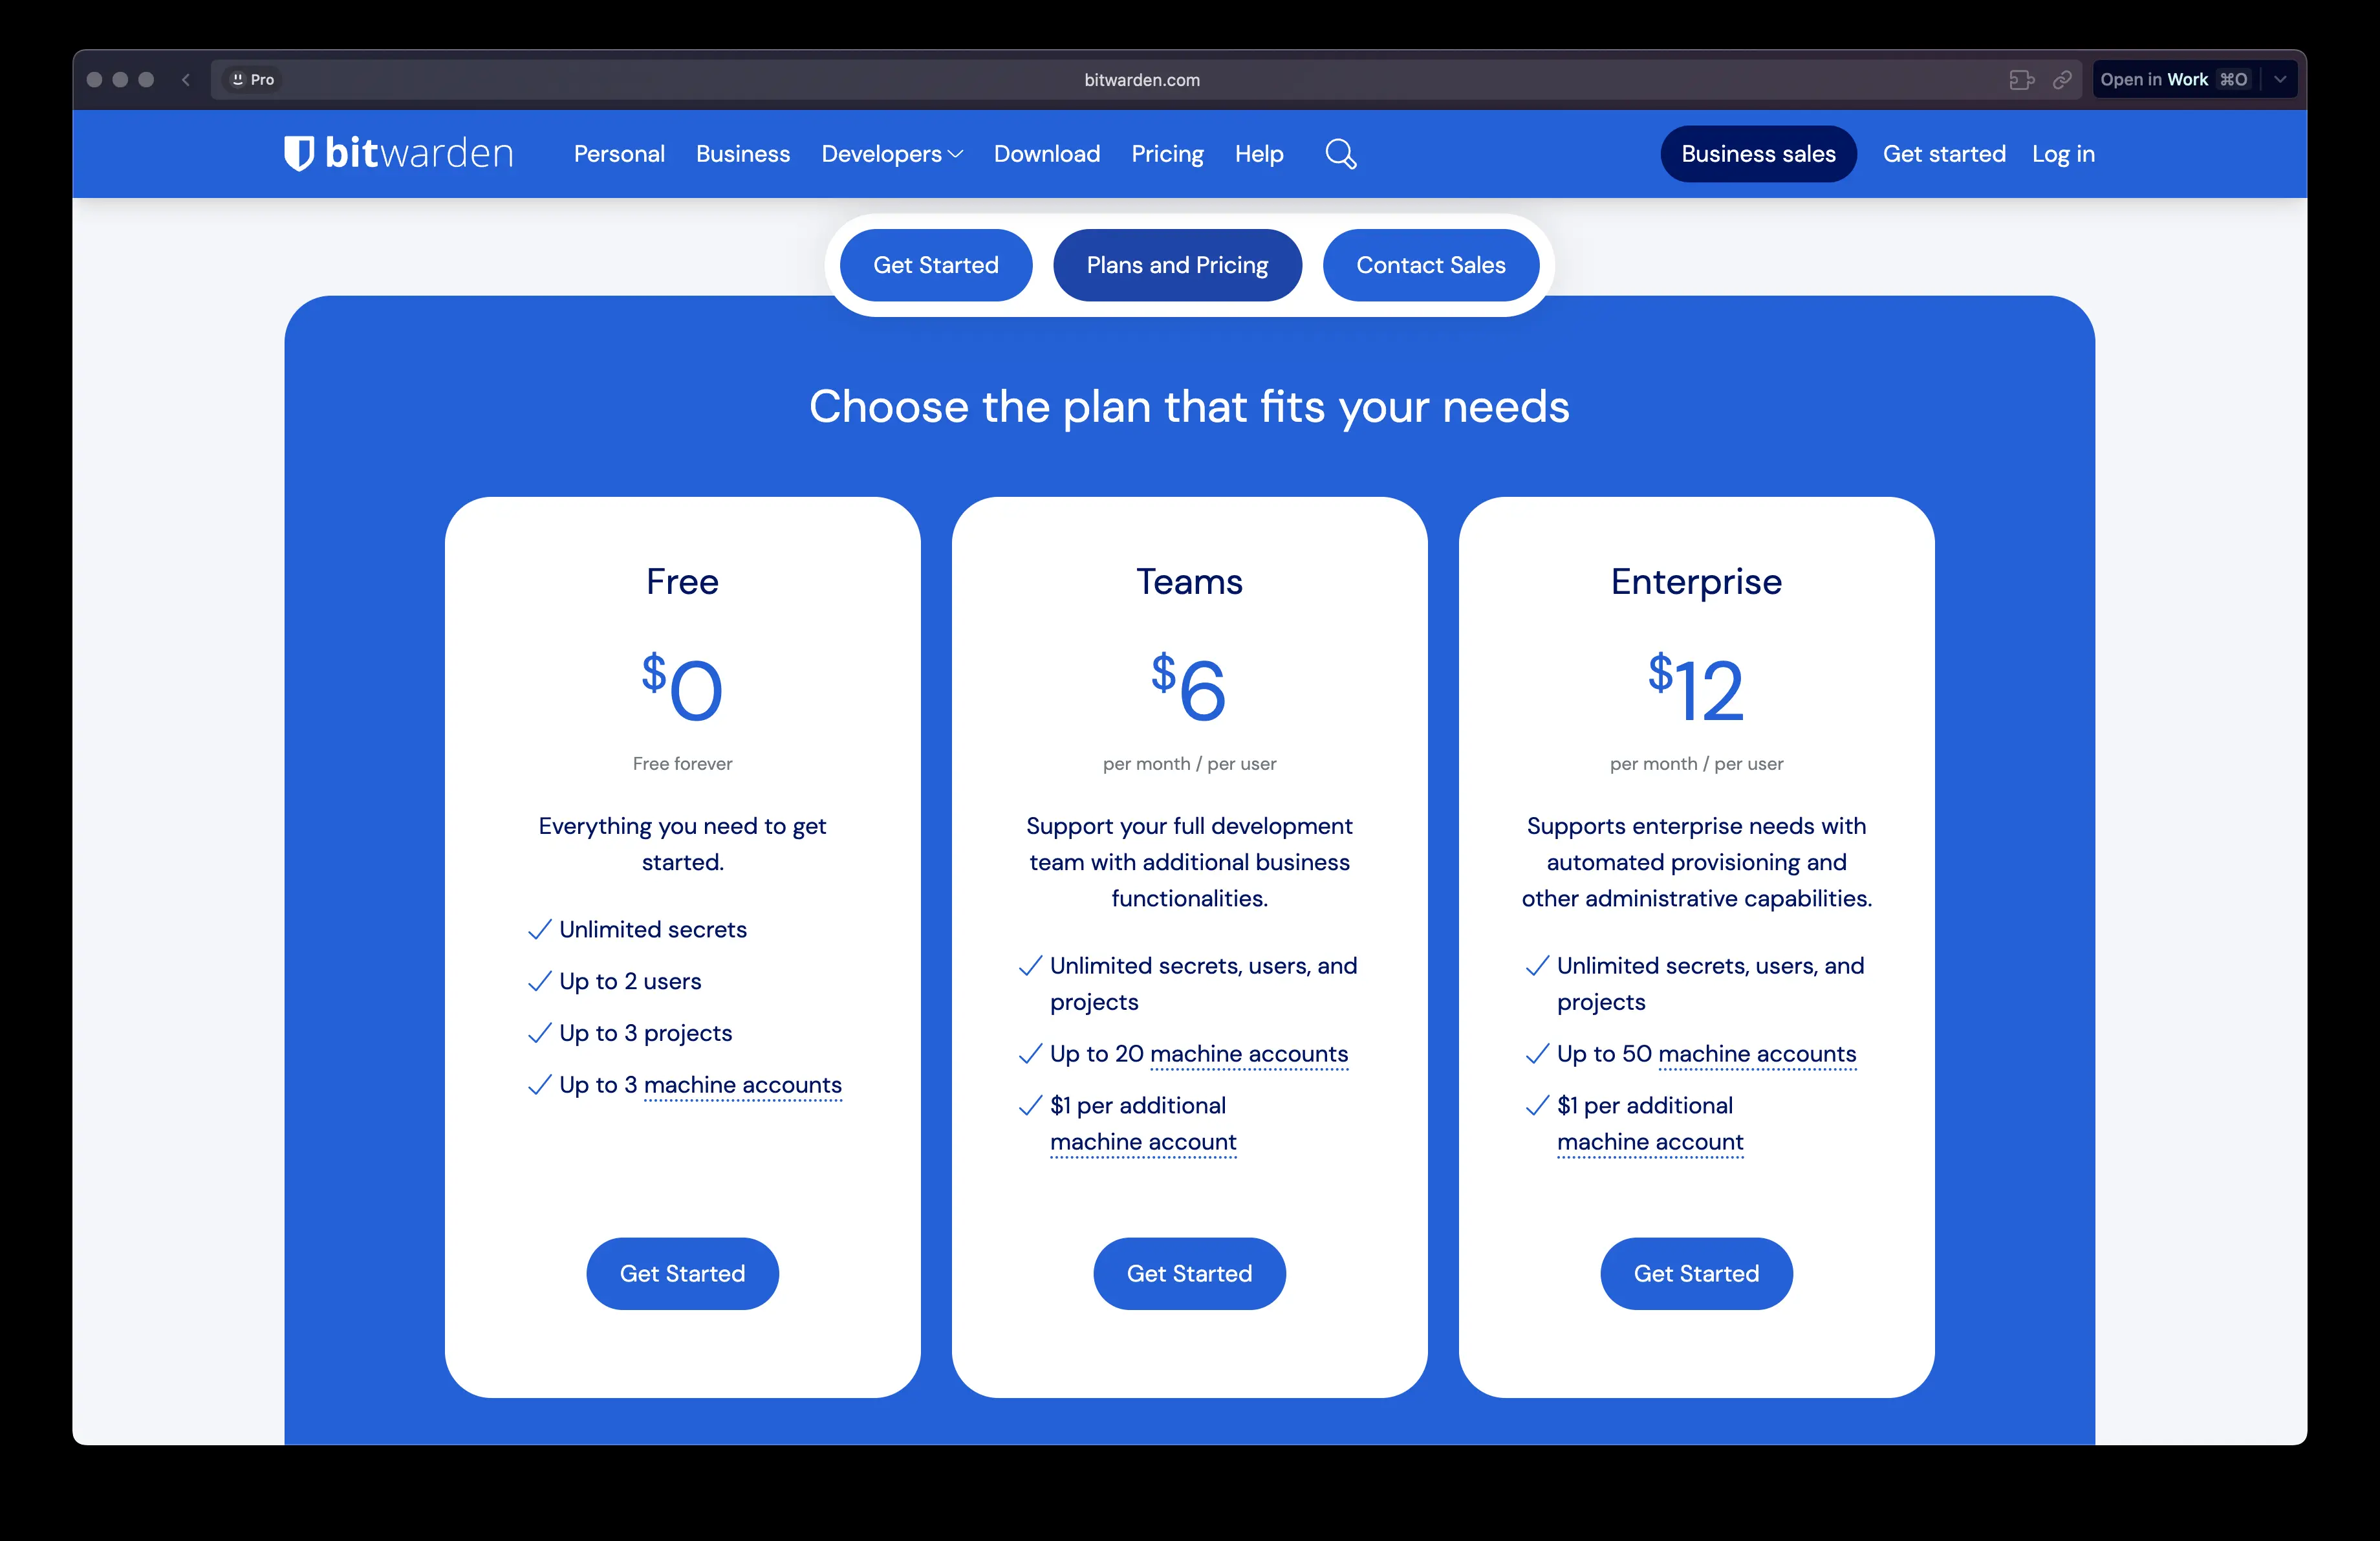 Pro
bitwarden.com
Open in Work ⌘O
bitwarden
Personal
Business
Developers
Download
Pricing
Help
Business sales
Get started
Log in
Get Started
Plans and Pricing
Contact Sales
Choose the plan that fits your needs
Free
$0
Free forever
Everything you need to get
started.
Unlimited secrets
Up to 2 users
Up to 3 projects
Up to 3 machine accounts
Get Started
Teams
$6
per month / per user
Support your full development
team with additional business
functionalities.
Unlimited secrets, users, and
projects
Up to 20 machine accounts
$1 per additional
machine account
Get Started
Enterprise
$12
per month / per user
Supports enterprise needs with
automated provisioning and
other administrative capabilities.
Unlimited secrets, users, and
projects
Up to 50 machine accounts
$1 per additional
machine account
Get Started